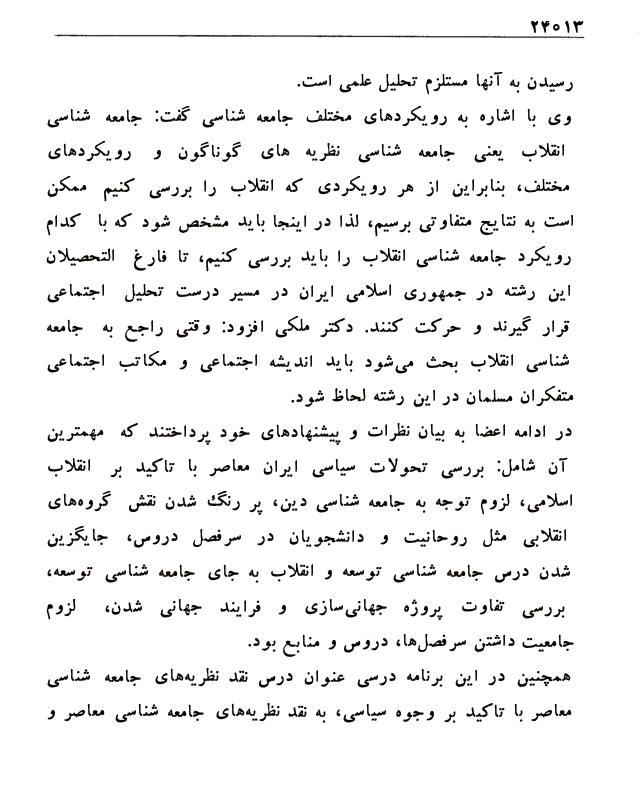 ۲۴۰۱۳
رسیدن به آنها مستلزم تحلیل علمی است.
وی با اشاره به رویکردهای مختلف جامعه شناسی گفت: جامعه شناسی
انقلاب یعنی جامعه شناسی نظریه های گوناگون و رویکردهای
مختلف، بنابراین از هر رویکردی که انقلاب را بررسی کنیم ممکن
است به نتایج متفاوتی برسیم، لذا در اینجا باید مشخص شود که با کدام
رویکرد جامعه شناسی انقلاب را باید بررسی کنیم، تا فارغ التحصیلان
این رشته در جمهوری اسلامی ایران در مسیر درست تحلیل اجتماعی
قرار گیرند و حرکت کنند. دکتر ملکی افزود: وقتی راجع به جامعه
شناسی انقلاب بحث می‌شود باید اندیشه اجتماعی و مکاتب اجتماعی
متفکران مسلمان در این رشته لحاظ شود.
در ادامه اعضا به بیان نظرات و پیشنهادهای خود پرداختند که مهمترین
آن شامل: بررسی تحولات سیاسی ایران معاصر با تاکید بر انقلاب
اسلامی، لزوم توجه به جامعه شناسی دین، پر رنگ شدن نقش گروه‌های
انقلابی مثل روحانیت و دانشجویان در سرفصل دروس، جایگزین
شدن درس جامعه شناسی توسعه و انقلاب به جای جامعه شناسی توسعه،
بررسی تفاوت پروژه جهانی‌سازی و فرایند جهانی شدن، لزوم
جامعیت داشتن سرفصل‌ها، دروس و منابع بود.
همچنین در این برنامه درسی عنوان درس نقد نظریه‌های جامعه شناسی
معاصر با تاکید بر وجوه سیاسی، به نقد نظریه‌های جامعه شناسی معاصر و